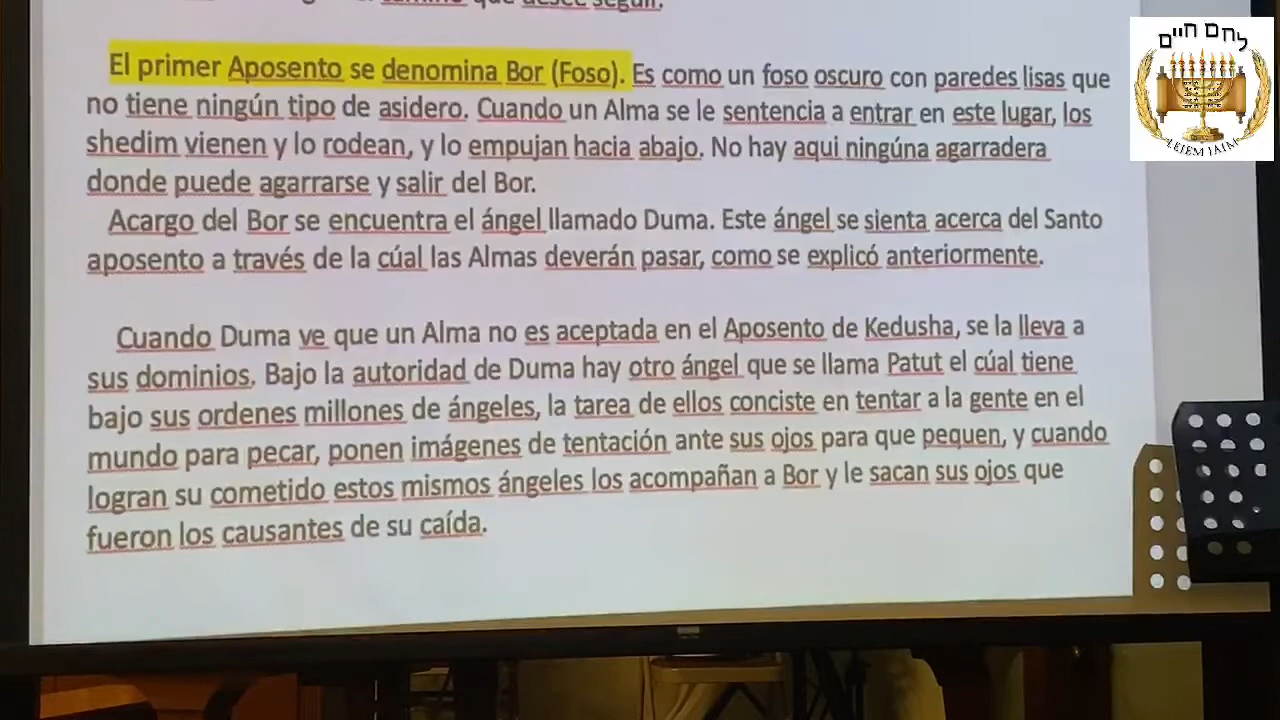 El primer Aposento se denomina Bor (Foso). Es como un foso oscuro con paredes lisas que
no tiene ningún tipo de asidero. Cuando un Alma se le sentencia a entrar en este lugar, los
shedim vienen y lo rodean, y lo empujan hacia abajo. No hay aqui ningúna agarradera
donde puede agarrarse y salir del Bor.
Acargo del Bor se encuentra el ángel llamado Duma. Este ángel se sienta acerca del Santo
aposento a través de la cúal las Almas deverán pasar, como se explicó anteriormente.
Cuando Duma ve que un Alma no es aceptada en el Aposento de Kedusha, se la lleva a
sus dominios. Bajo la autoridad de Duma hay otro ángel que se llama Patut el cúal tiene
bajo sus ordenes millones de ángeles, la tarea de ellos conciste en tentar a la gente en el
mundo para pecar, ponen imágenes de tentación ante sus ojos para que pequen, y cuando
logran su cometido estos mismos ángeles los acompañan a Bor y le sacan sus ojos que
fueron los causantes de su caída.
לחם חיים
LEJEM JAIM